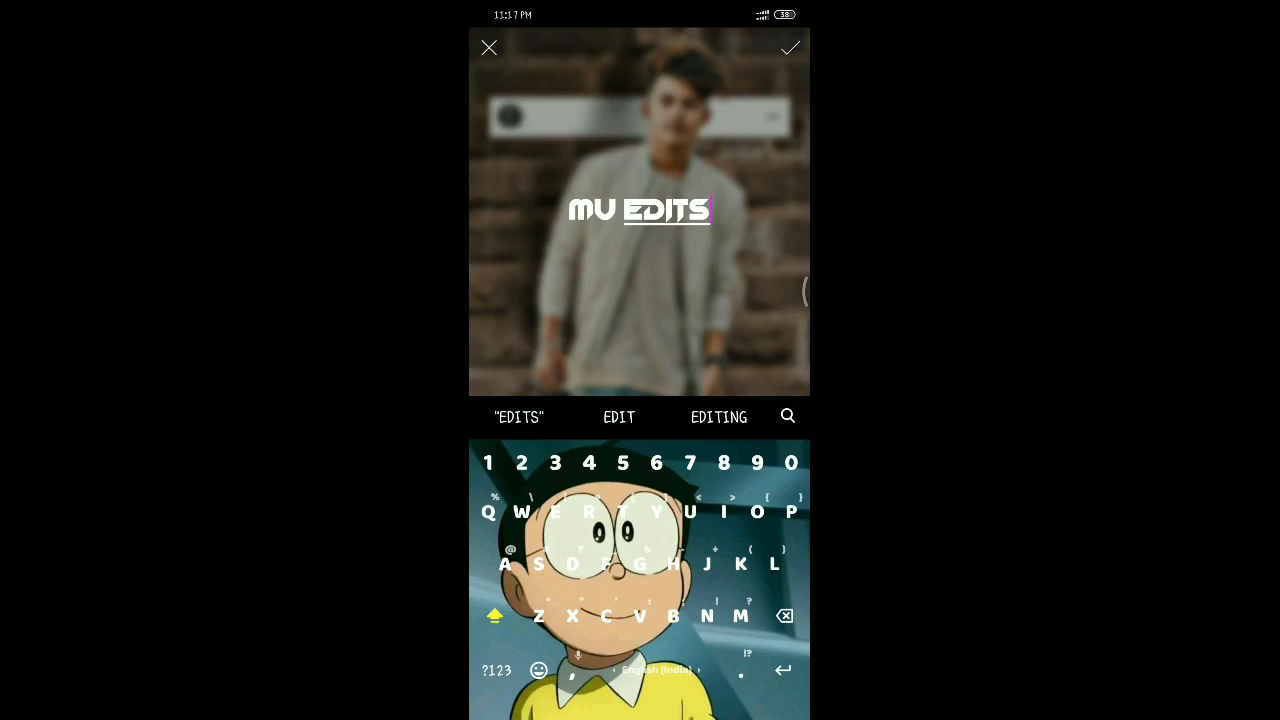 11:17 PM
38
MU EDITS
"EDITS" EDIT EDITING
1 2 3 4 5 6 7 8 9 0
% \ < > { }
Q W E R T Y U I O P
@ & - + ( )
A S D F G H J K L
* " ' : ; ! ?
Z X C V B N M
!?
?123 , ‹ English (India) › .